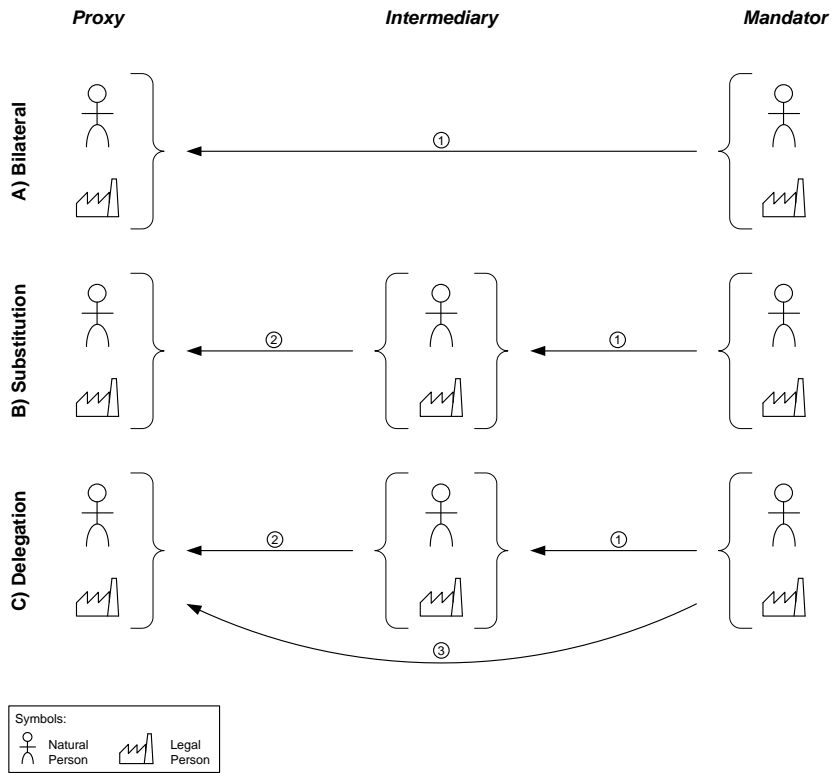 Proxy Intermediary Mandator
A) Bilateral
1
B) Substitution
2 1
C) Delegation
2 1
3
Symbols:
Natural Person
Legal Person